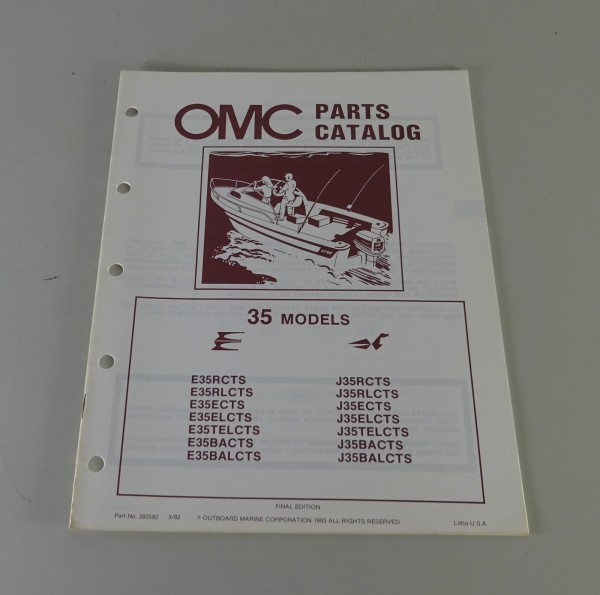 OMC PARTS
CATALOG
35 MODELS
E35RCTS
E35RLCTS
E35ECTS
E35ELCTS
E35TELCTS
E35BACTS
E35BALCTS
J35RCTS
J35RLCTS
J35ECTS
J35ELCTS
J35TELCTS
J35BACTS
J35BALCTS
FINAL EDITION
Part No. 393582 3/83 © OUTBOARD MARINE CORPORATION 1983 ALL RIGHTS RESERVED Litho U.S.A.